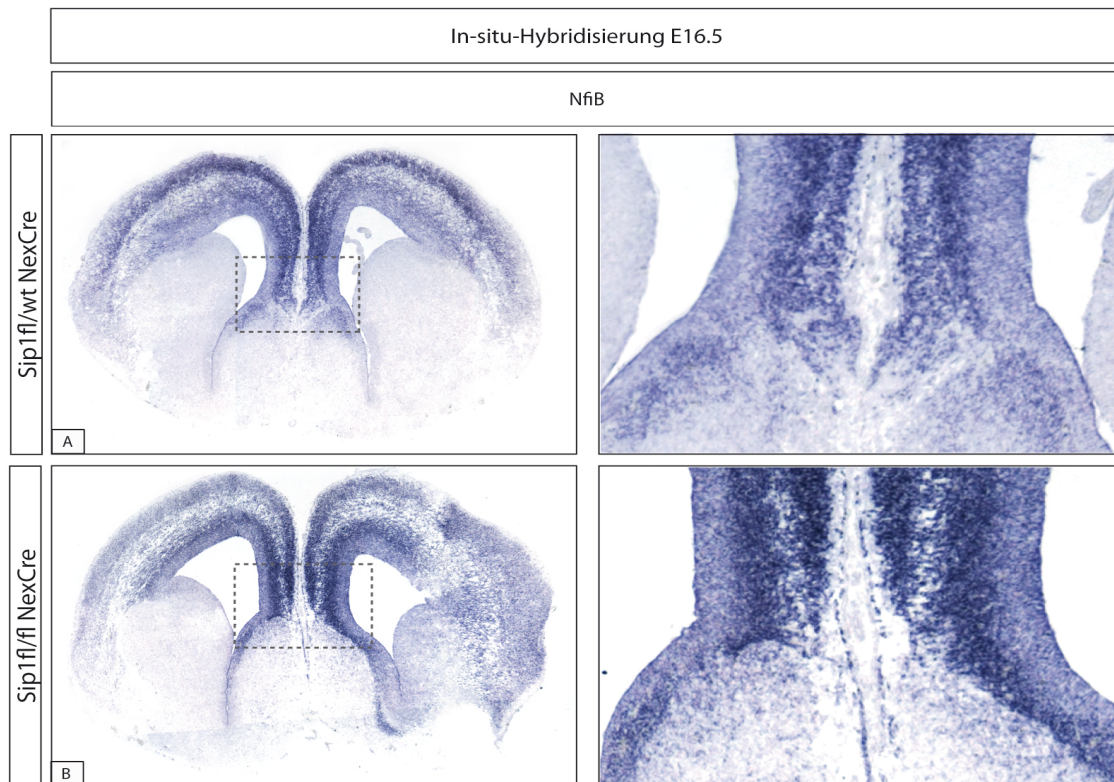 In-situ-Hybridisierung E16.5
NfiB
Sip1fl/wt NexCre
A
Sip1fl/fl NexCre
B